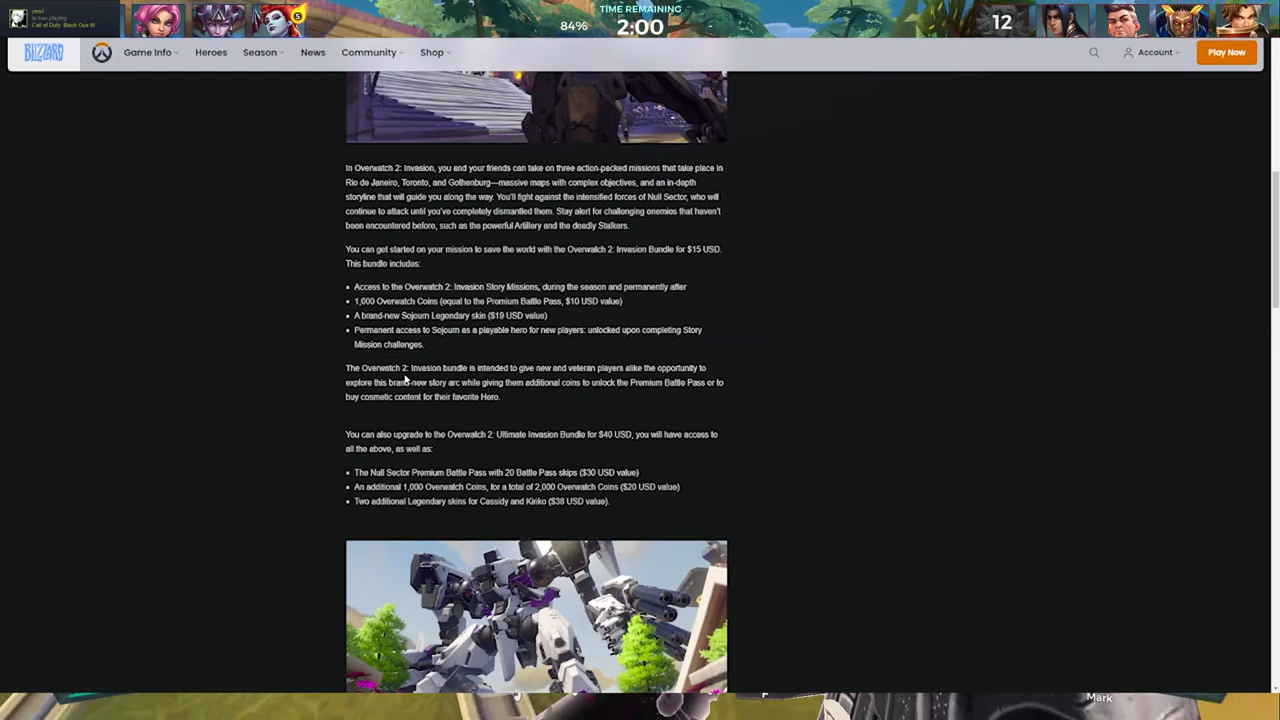 yeoJ
is now playing
Call of Duty: Black Ops III
5
84%
TIME REMAINING
2:00
12
BLIZZARD
Game Info
Heroes
Season
News
Community
Shop
Account
Play Now
In Overwatch 2: Invasion, you and your friends can take on three action-packed missions that take place in
Rio de Janeiro, Toronto, and Gothenburg—massive maps with complex objectives, and an in-depth
storyline that will guide you along the way. You'll fight against the intensified forces of Null Sector, who will
continue to attack until you've completely dismantled them. Stay alert for challenging enemies that haven't
been encountered before, such as the powerful Artillery and the deadly Stalkers.
You can get started on your mission to save the world with the Overwatch 2: Invasion Bundle for $15 USD.
This bundle includes:
▪ Access to the Overwatch 2: Invasion Story Missions, during the season and permanently after
▪ 1,000 Overwatch Coins (equal to the Premium Battle Pass, $10 USD value)
▪ A brand-new Sojourn Legendary skin ($19 USD value)
▪ Permanent access to Sojourn as a playable hero for new players: unlocked upon completing Story
Mission challenges.
The Overwatch 2: Invasion bundle is intended to give new and veteran players alike the opportunity to
explore this brand-new story arc while giving them additional coins to unlock the Premium Battle Pass or to
buy cosmetic content for their favorite Hero.
You can also upgrade to the Overwatch 2: Ultimate Invasion Bundle for $40 USD, you will have access to
all the above, as well as:
▪ The Null Sector Premium Battle Pass with 20 Battle Pass skips ($30 USD value)
▪ An additional 1,000 Overwatch Coins, for a total of 2,000 Overwatch Coins ($20 USD value)
▪ Two additional Legendary skins for Cassidy and Kiriko ($38 USD value).
F
Mark